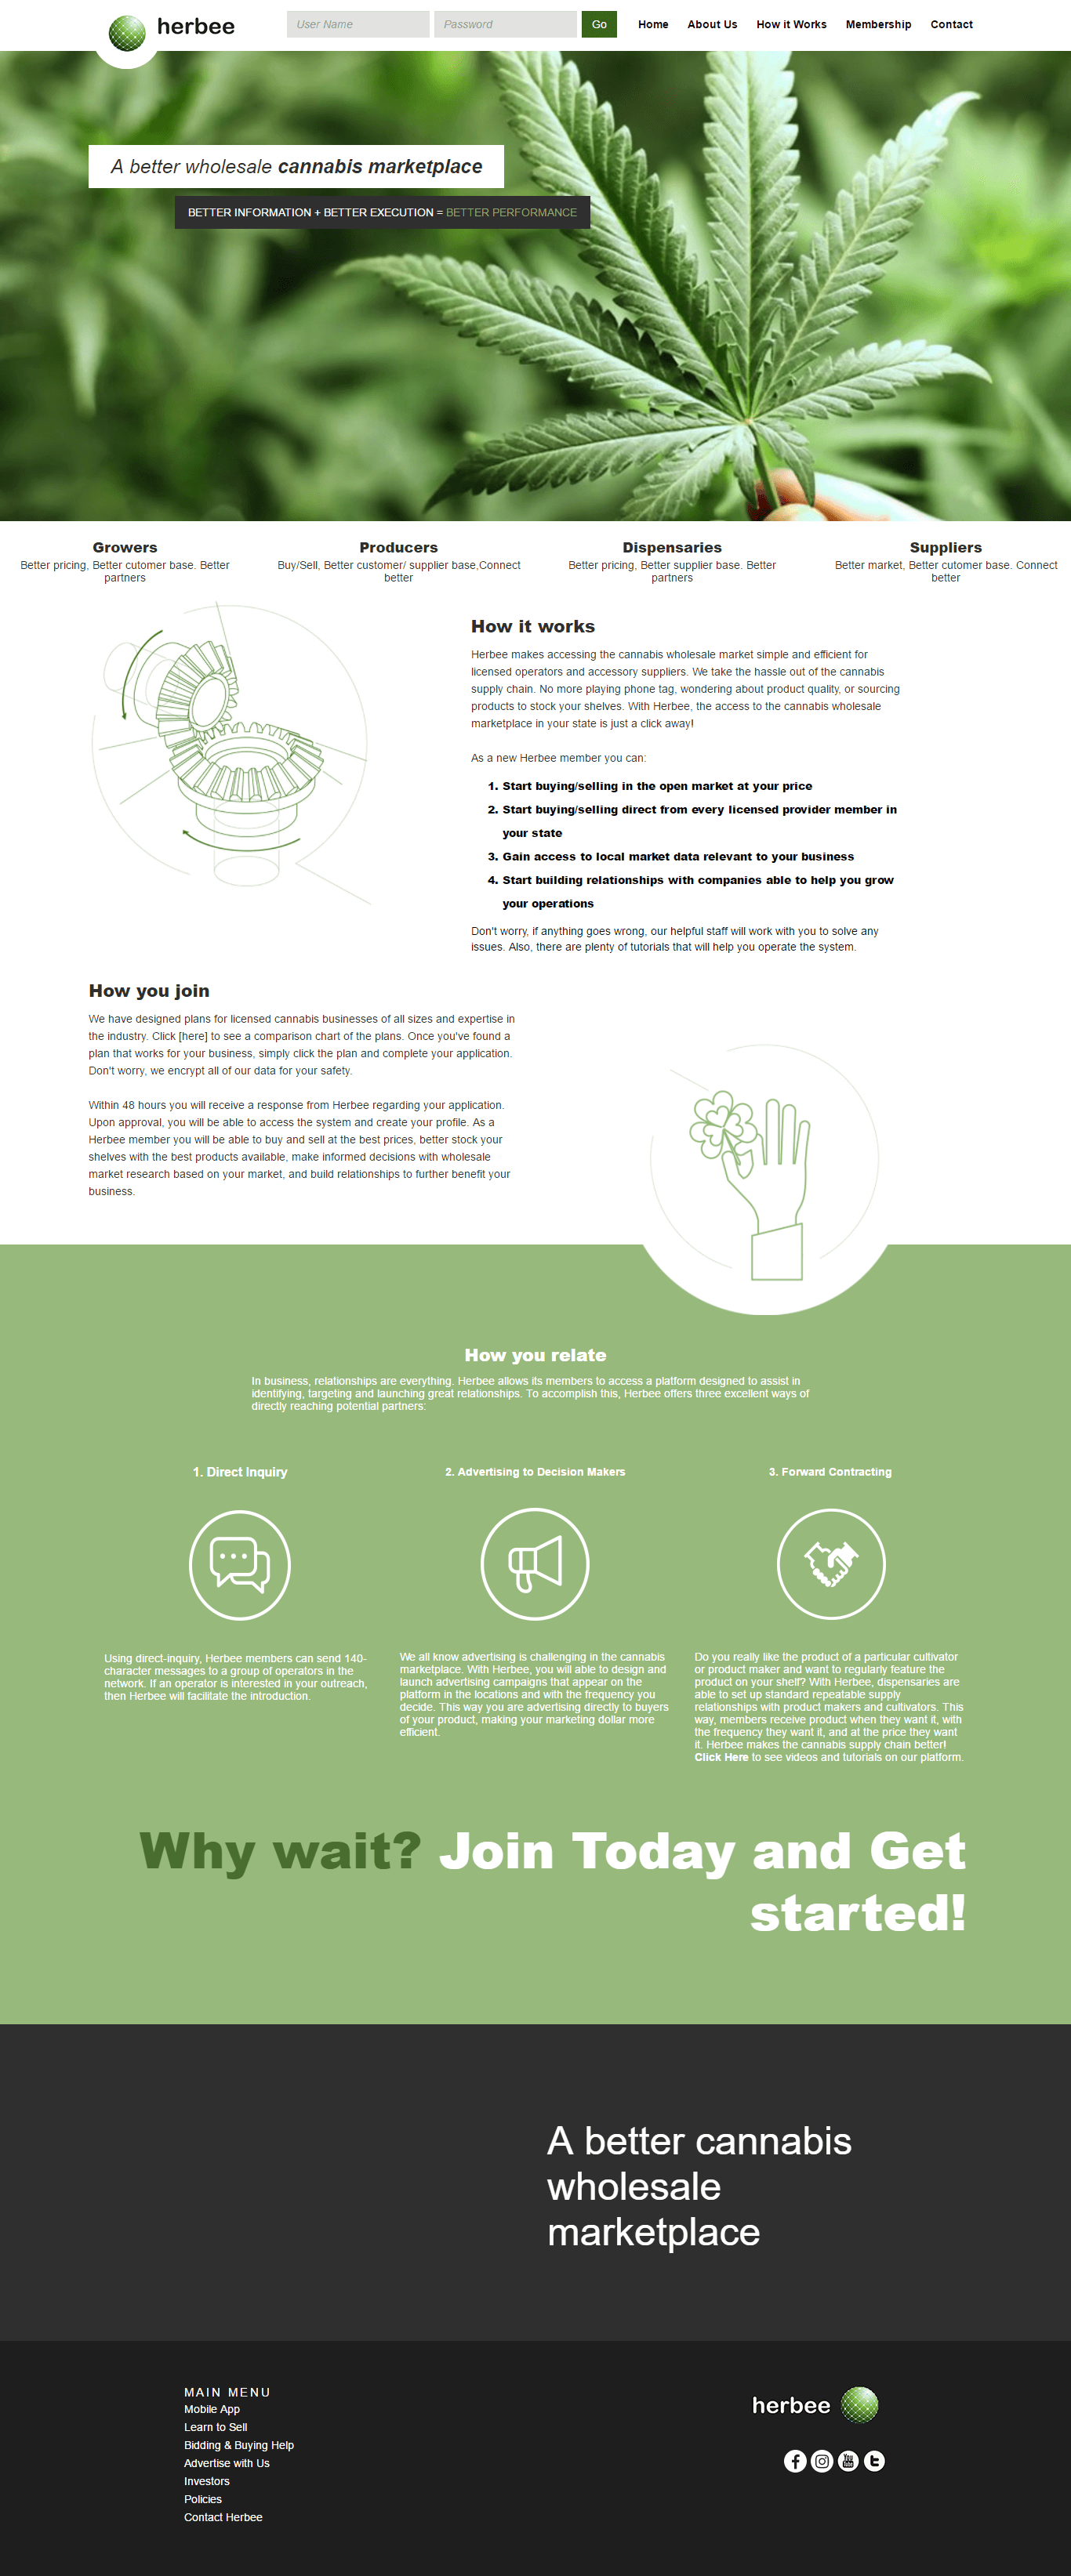 herbee
User Name
Password
Go
Home
About Us
How it Works
Membership
Contact
A better wholesale cannabis marketplace
BETTER INFORMATION + BETTER EXECUTION = BETTER PERFORMANCE
Growers
Better pricing, Better cutomer base. Better
partners
Producers
Buy/Sell, Better customer/ supplier base,Connect
better
Dispensaries
Better pricing, Better supplier base. Better
partners
Suppliers
Better market, Better cutomer base. Connect
better
How it works
Herbee makes accessing the cannabis wholesale market simple and efficient for
licensed operators and accessory suppliers. We take the hassle out of the cannabis
supply chain. No more playing phone tag, wondering about product quality, or sourcing
products to stock your shelves. With Herbee, the access to the cannabis wholesale
marketplace in your state is just a click away!
As a new Herbee member you can:
1. Start buying/selling in the open market at your price
2. Start buying/selling direct from every licensed provider member in
your state
3. Gain access to local market data relevant to your business
4. Start building relationships with companies able to help you grow
your operations
Don't worry, if anything goes wrong, our helpful staff will work with you to solve any
issues. Also, there are plenty of tutorials that will help you operate the system.
How you join
We have designed plans for licensed cannabis businesses of all sizes and expertise in
the industry. Click [here] to see a comparison chart of the plans. Once you've found a
plan that works for your business, simply click the plan and complete your application.
Don't worry, we encrypt all of our data for your safety.
Within 48 hours you will receive a response from Herbee regarding your application.
Upon approval, you will be able to access the system and create your profile. As a
Herbee member you will be able to buy and sell at the best prices, better stock your
shelves with the best products available, make informed decisions with wholesale
market research based on your market, and build relationships to further benefit your
business.
How you relate
In business, relationships are everything. Herbee allows its members to access a platform designed to assist in
identifying, targeting and launching great relationships. To accomplish this, Herbee offers three excellent ways of
directly reaching potential partners:
1. Direct Inquiry
Using direct-inquiry, Herbee members can send 140-
character messages to a group of operators in the
network. If an operator is interested in your outreach,
then Herbee will facilitate the introduction.
2. Advertising to Decision Makers
We all know advertising is challenging in the cannabis
marketplace. With Herbee, you will able to design and
launch advertising campaigns that appear on the
platform in the locations and with the frequency you
decide. This way you are advertising directly to buyers
of your product, making your marketing dollar more
efficient.
3. Forward Contracting
Do you really like the product of a particular cultivator
or product maker and want to regularly feature the
product on your shelf? With Herbee, dispensaries are
able to set up standard repeatable supply
relationships with product makers and cultivators. This
way, members receive product when they want it, with
the frequency they want it, and at the price they want
it. Herbee makes the cannabis supply chain better!
Click Here to see videos and tutorials on our platform.
Why wait? Join Today and Get
started!
A better cannabis
wholesale
marketplace
MAIN MENU
Mobile App
Learn to Sell
Bidding & Buying Help
Advertise with Us
Investors
Policies
Contact Herbee
herbee
You
Tube